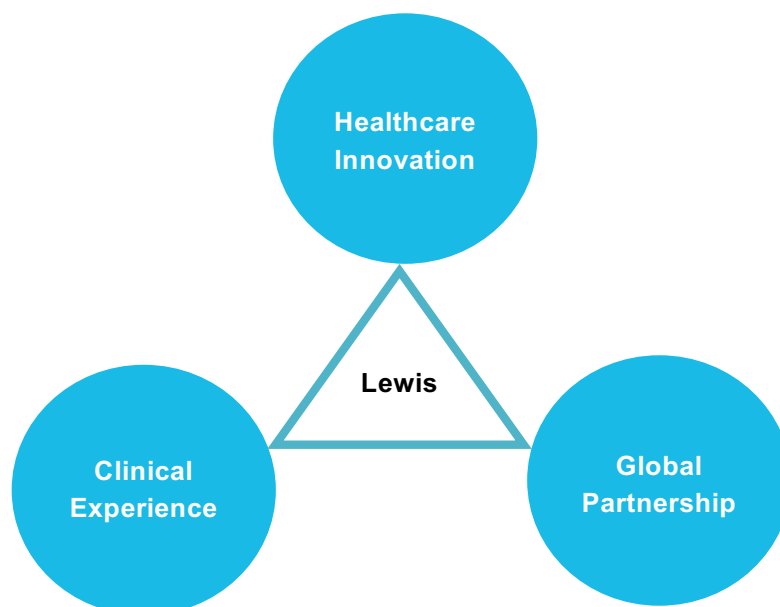 Healthcare
Innovation
Lewis
Clinical
Experience
Global
Partnership